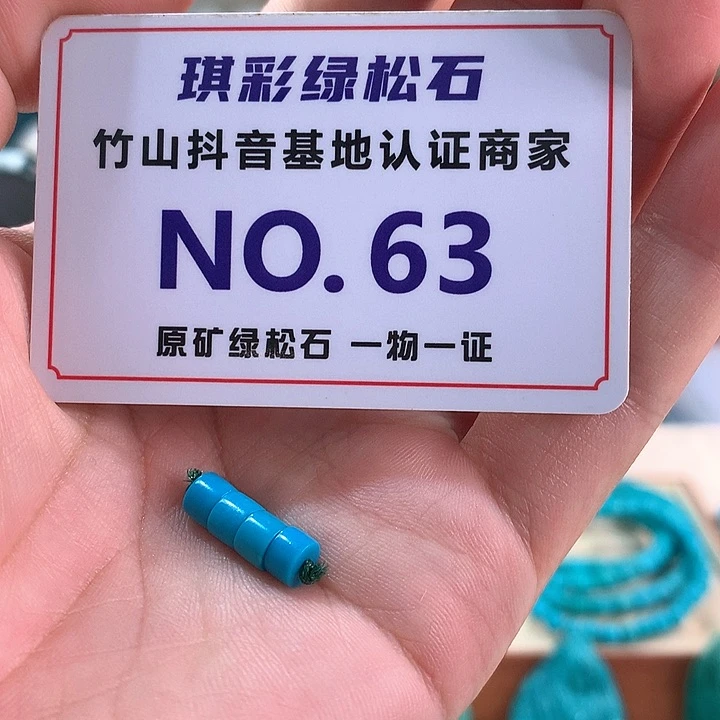 琪彩绿松石
竹山抖音基地认证商家
NO.63
原矿绿松石 一物一证